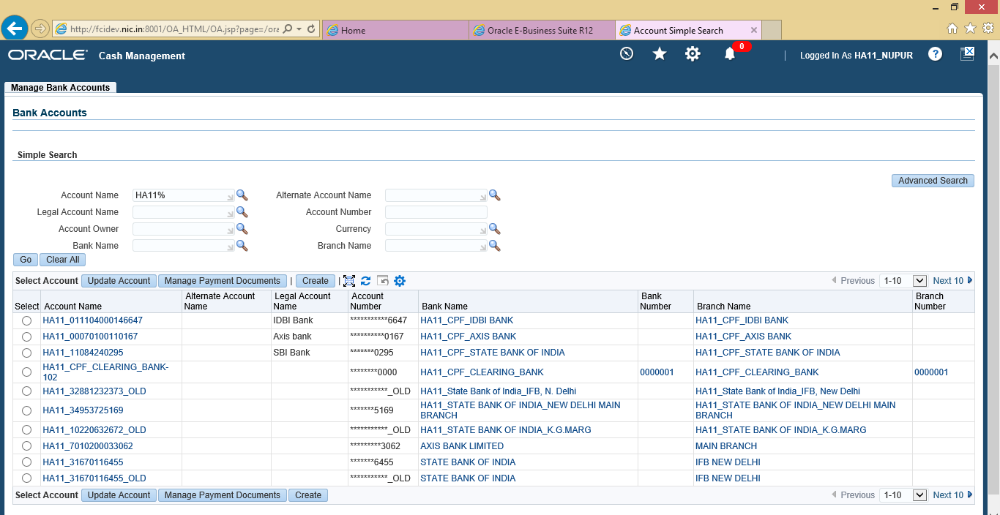 http://fcidev.nic.in:8001/OA_HTML/OA.jsp?page=/ora
Home
Oracle E-Business Suite R12
Account Simple Search
ORACLE® Cash Management
0
Logged In As HA11_NUPUR
?
Manage Bank Accounts
Bank Accounts
Simple Search
Advanced Search
Account Name HA11% Alternate Account Name
Legal Account Name Account Number
Account Owner Currency
Bank Name Branch Name
Go Clear All
Select Account Update Account Manage Payment Documents | Create | Previous 1-10 Next 10
Select Account Name Alternate Account Name Legal Account Name Account Number Bank Name Bank Number Branch Name Branch Number
HA11_011104000146647 IDBI Bank ***********6647 HA11_CPF_IDBI BANK HA11_CPF_IDBI BANK
HA11_00070100110167 Axis bank **********0167 HA11_CPF_AXIS BANK HA11_CPF_AXIS BANK
HA11_11084240295 SBI Bank *******0295 HA11_CPF_STATE BANK OF INDIA HA11_CPF_STATE BANK OF INDIA
HA11_CPF_CLEARING_BANK-
102 ********0000 HA11_CPF_CLEARING_BANK 0000001 HA11_CPF_CLEARING_BANK 0000001
HA11_32881232373_OLD ***********_OLD HA11_State Bank of India_IFB, N. Delhi HA11_State Bank of India_IFB, New Delhi
HA11_34953725169 *******5169 HA11_STATE BANK OF INDIA_NEW DELHI MAIN BRANCH HA11_STATE BANK OF INDIA_NEW DELHI MAIN BRANCH
HA11_10220632672_OLD ***********_OLD HA11_STATE BANK OF INDIA_K.G.MARG HA11_STATE BANK OF INDIA_K.G.MARG
HA11_7010200033062 *********3062 AXIS BANK LIMITED MAIN BRANCH
HA11_31670116455 *******6455 STATE BANK OF INDIA IFB NEW DELHI
HA11_31670116455_OLD ***********_OLD STATE BANK OF INDIA IFB NEW DELHI
Select Account Update Account Manage Payment Documents Create Previous 1-10 Next 10